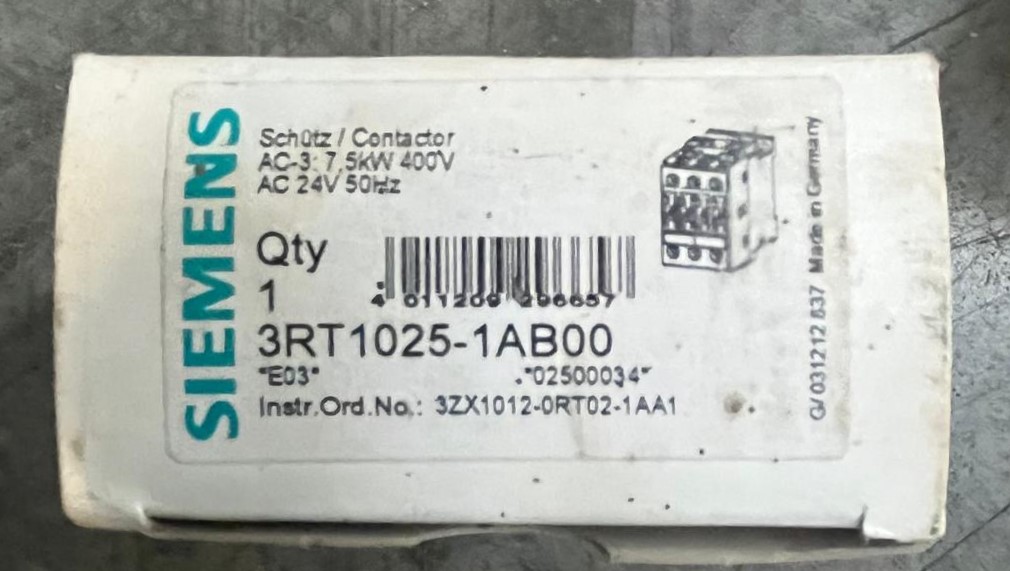 SIEMENS
Schütz / Contactor
AC-3: 7,5kW 400V
AC 24V 50Hz
Qty
1
4 011209 296657
3RT1025-1AB00
"E03" "02500034"
Instr.Ord.No.: 3ZX1012-0RT02-1AA1
G/031212 637 Made in Germany